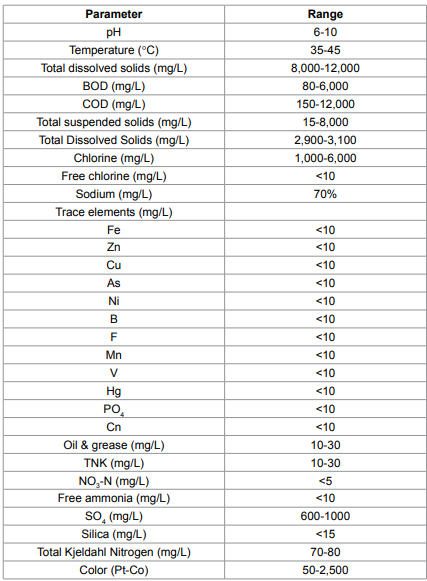 Parameter Range
pH 6-10
Temperature (°C) 35-45
Total dissolved solids (mg/L) 8,000-12,000
BOD (mg/L) 80-6,000
COD (mg/L) 150-12,000
Total suspended solids (mg/L) 15-8,000
Total Dissolved Solids (mg/L) 2,900-3,100
Chlorine (mg/L) 1,000-6,000
Free chlorine (mg/L) <10
Sodium (mg/L) 70%
Trace elements (mg/L)
Fe <10
Zn <10
Cu <10
As <10
Ni <10
B <10
F <10
Mn <10
V <10
Hg <10
PO₄ <10
Cn <10
Oil & grease (mg/L) 10-30
TNK (mg/L) 10-30
NO₃-N (mg/L) <5
Free ammonia (mg/L) <10
SO₄ (mg/L) 600-1000
Silica (mg/L) <15
Total Kjeldahl Nitrogen (mg/L) 70-80
Color (Pt-Co) 50-2,500